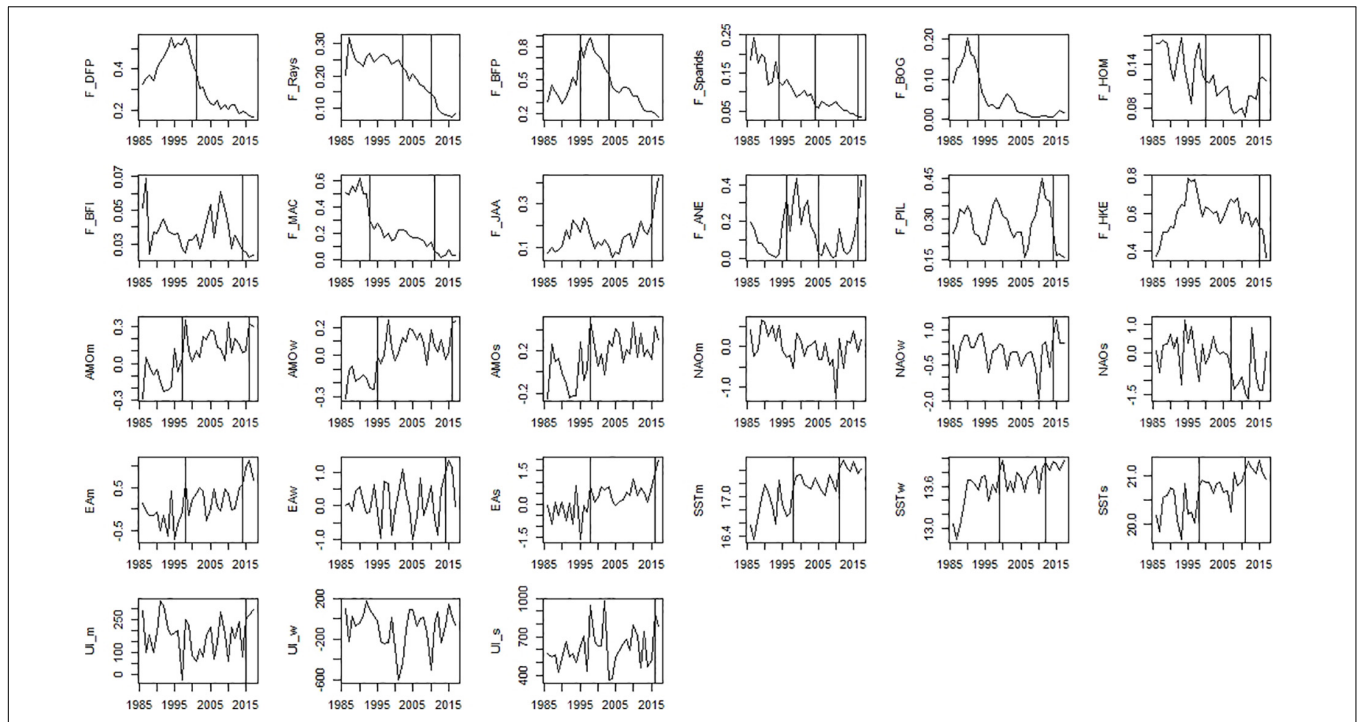 F_DFP
0.2 0.4
1985 1995 2005 2015
F_Rays
0.10 0.20 0.30
1985 1995 2005 2015
F_BFP
0.2 0.4 0.6 0.8
1985 1995 2005 2015
F_Sparids
0.05 0.15 0.25
1985 1995 2005 2015
F_BOG
0.00 0.05 0.10 0.15 0.20
1985 1995 2005 2015
F_HOM
0.08 0.12 0.16
1985 1995 2005 2015
F_BFI
0.03 0.05 0.07
1985 1995 2005 2015
F_MAC
0.0 0.2 0.4 0.6
1985 1995 2005 2015
F_JAA
0.1 0.3
1985 1995 2005 2015
F_ANE
0.0 0.2 0.4
1985 1995 2005 2015
F_PIL
0.15 0.30 0.45
1985 1995 2005 2015
F_HKE
0.4 0.6 0.8
1985 1995 2005 2015
AMOm
-0.3 0.0 0.3
1985 1995 2005 2015
AMOw
-0.3 0.0 0.2
1985 1995 2005 2015
AMOs
-0.2 0.2
1985 1995 2005 2015
NAOm
-1.0 0.0
1985 1995 2005 2015
NAOw
-2.0 -0.5 1.0
1985 1995 2005 2015
NAOs
-1.5 0.0 1.0
1985 1995 2005 2015
EAm
-0.5 0.5
1985 1995 2005 2015
EAw
-1.0 0.0 1.0
1985 1995 2005 2015
EAs
-1.5 0.0 1.5
1985 1995 2005 2015
SSTm
16.4 17.0
1985 1995 2005 2015
SSTw
13.0 13.6
1985 1995 2005 2015
SSTs
20.0 21.0
1985 1995 2005 2015
UI_m
0 100 250
1985 1995 2005 2015
UI_w
-600 -200 200
1985 1995 2005 2015
UI_s
400 600 800 1000
1985 1995 2005 2015